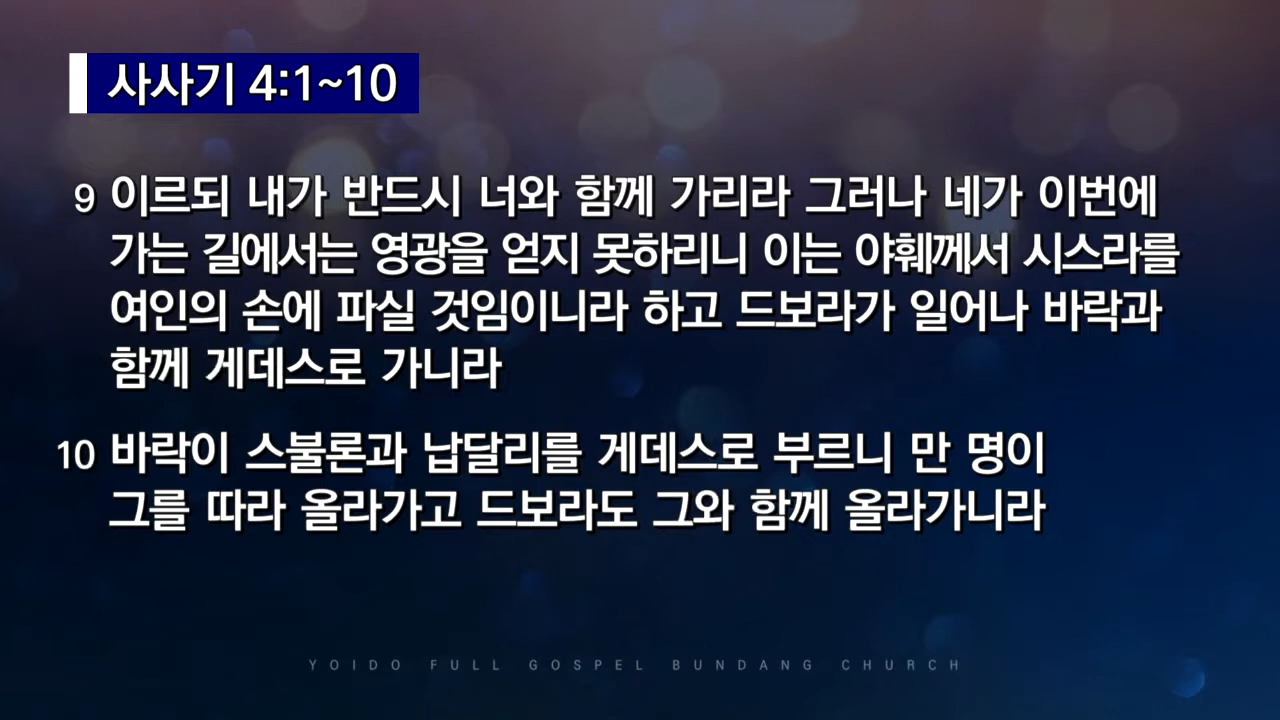 사사기 4:1~10
9 이르되 내가 반드시 너와 함께 가리라 그러나 네가 이번에
가는 길에서는 영광을 얻지 못하리니 이는 야훼께서 시스라를
여인의 손에 파실 것임이니라 하고 드보라가 일어나 바락과
함께 게데스로 가니라
10 바락이 스불론과 납달리를 게데스로 부르니 만 명이
그를 따라 올라가고 드보라도 그와 함께 올라가니라
YOIDO FULL GOSPEL BUNDANG CHURCH